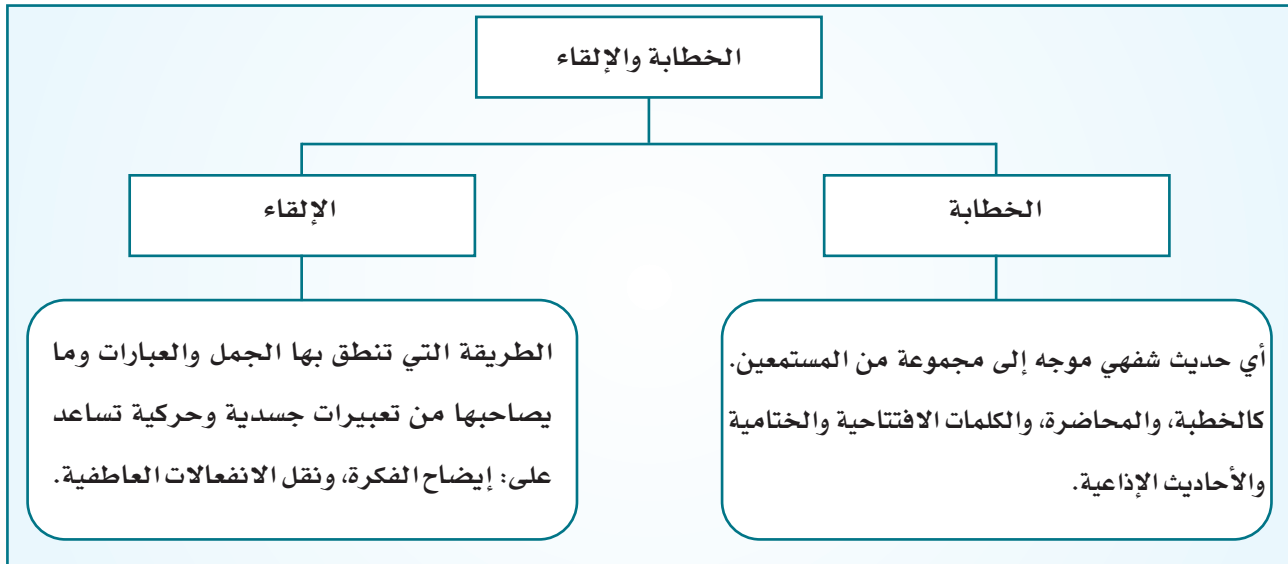 الخطابة والإلقاء
الخطابة
أي حديث شفهي موجه إلى مجموعة من المستمعين.
كالخطبة، والمحاضرة، والكلمات الافتتاحية والختامية
والأحاديث الإذاعية.
الإلقاء
الطريقة التي تنطق بها الجمل والعبارات وما
يصاحبها من تعبيرات جسدية وحركية تساعد
على: إيضاح الفكرة، ونقل الانفعالات العاطفية.